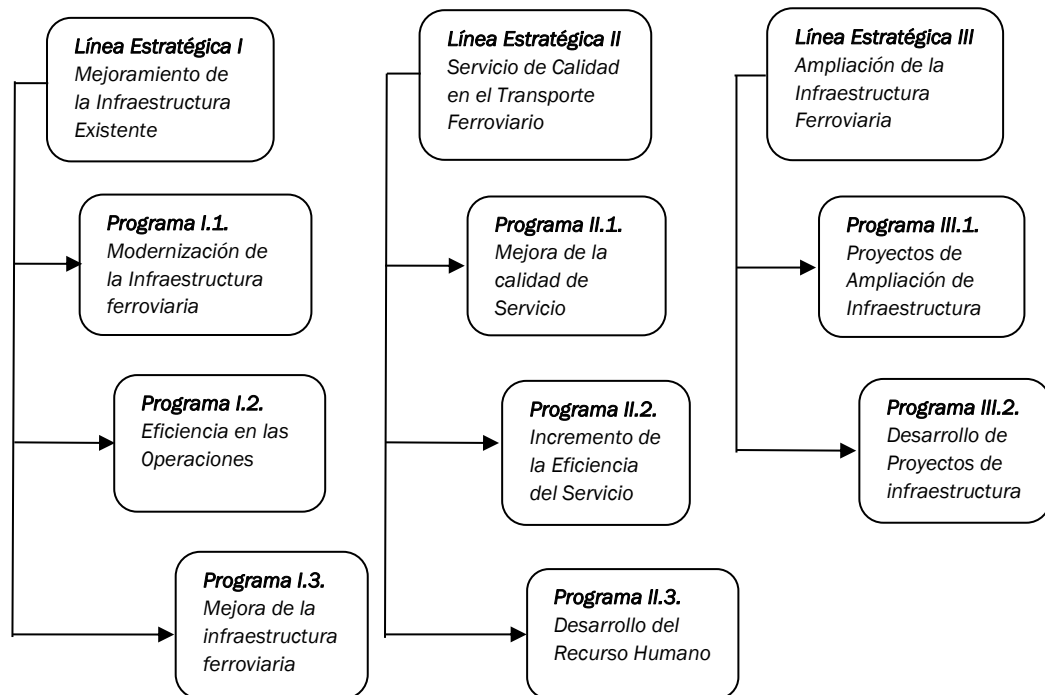 Línea Estratégica I
Mejoramiento de
la Infraestructura
Existente
Programa I.1.
Modernización de
la Infraestructura
ferroviaria
Programa I.2.
Eficiencia en las
Operaciones
Programa I.3.
Mejora de la
infraestructura
ferroviaria
Línea Estratégica II
Servicio de Calidad
en el Transporte
Ferroviario
Programa II.1.
Mejora de la
calidad de
Servicio
Programa II.2.
Incremento de
la Eficiencia
del Servicio
Programa II.3.
Desarrollo del
Recurso Humano
Línea Estratégica III
Ampliación de la
Infraestructura
Ferroviaria
Programa III.1.
Proyectos de
Ampliación de
Infraestructura
Programa III.2.
Desarrollo de
Proyectos de
infraestructura